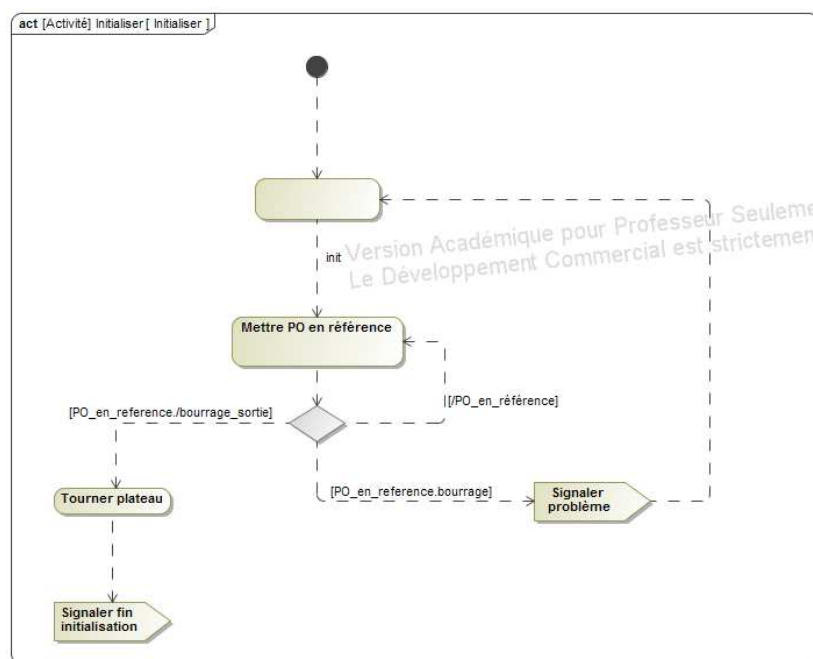 act [Activité] Initialiser [ Initialiser ]
Version Académique pour Professeur Seuleme
Le Développement Commercial est strictemen
init
Mettre PO en référence
[/PO_en_référence]
[PO_en_reference./bourrage_sortie]
[PO_en_reference.bourrage]
Tourner plateau
Signaler
problème
Signaler fin
initialisation